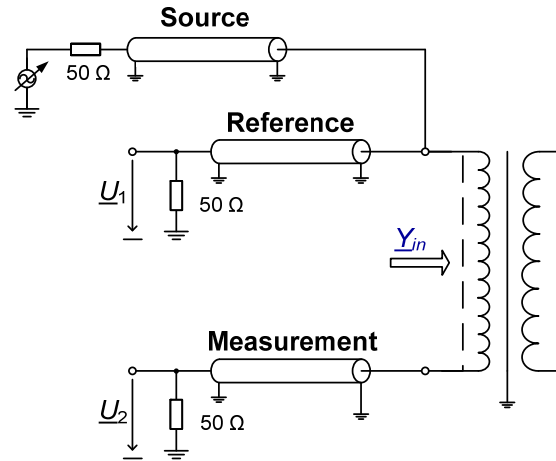 Source
50 Ω
Reference
U1
50 Ω
Yin
Measurement
U2
50 Ω